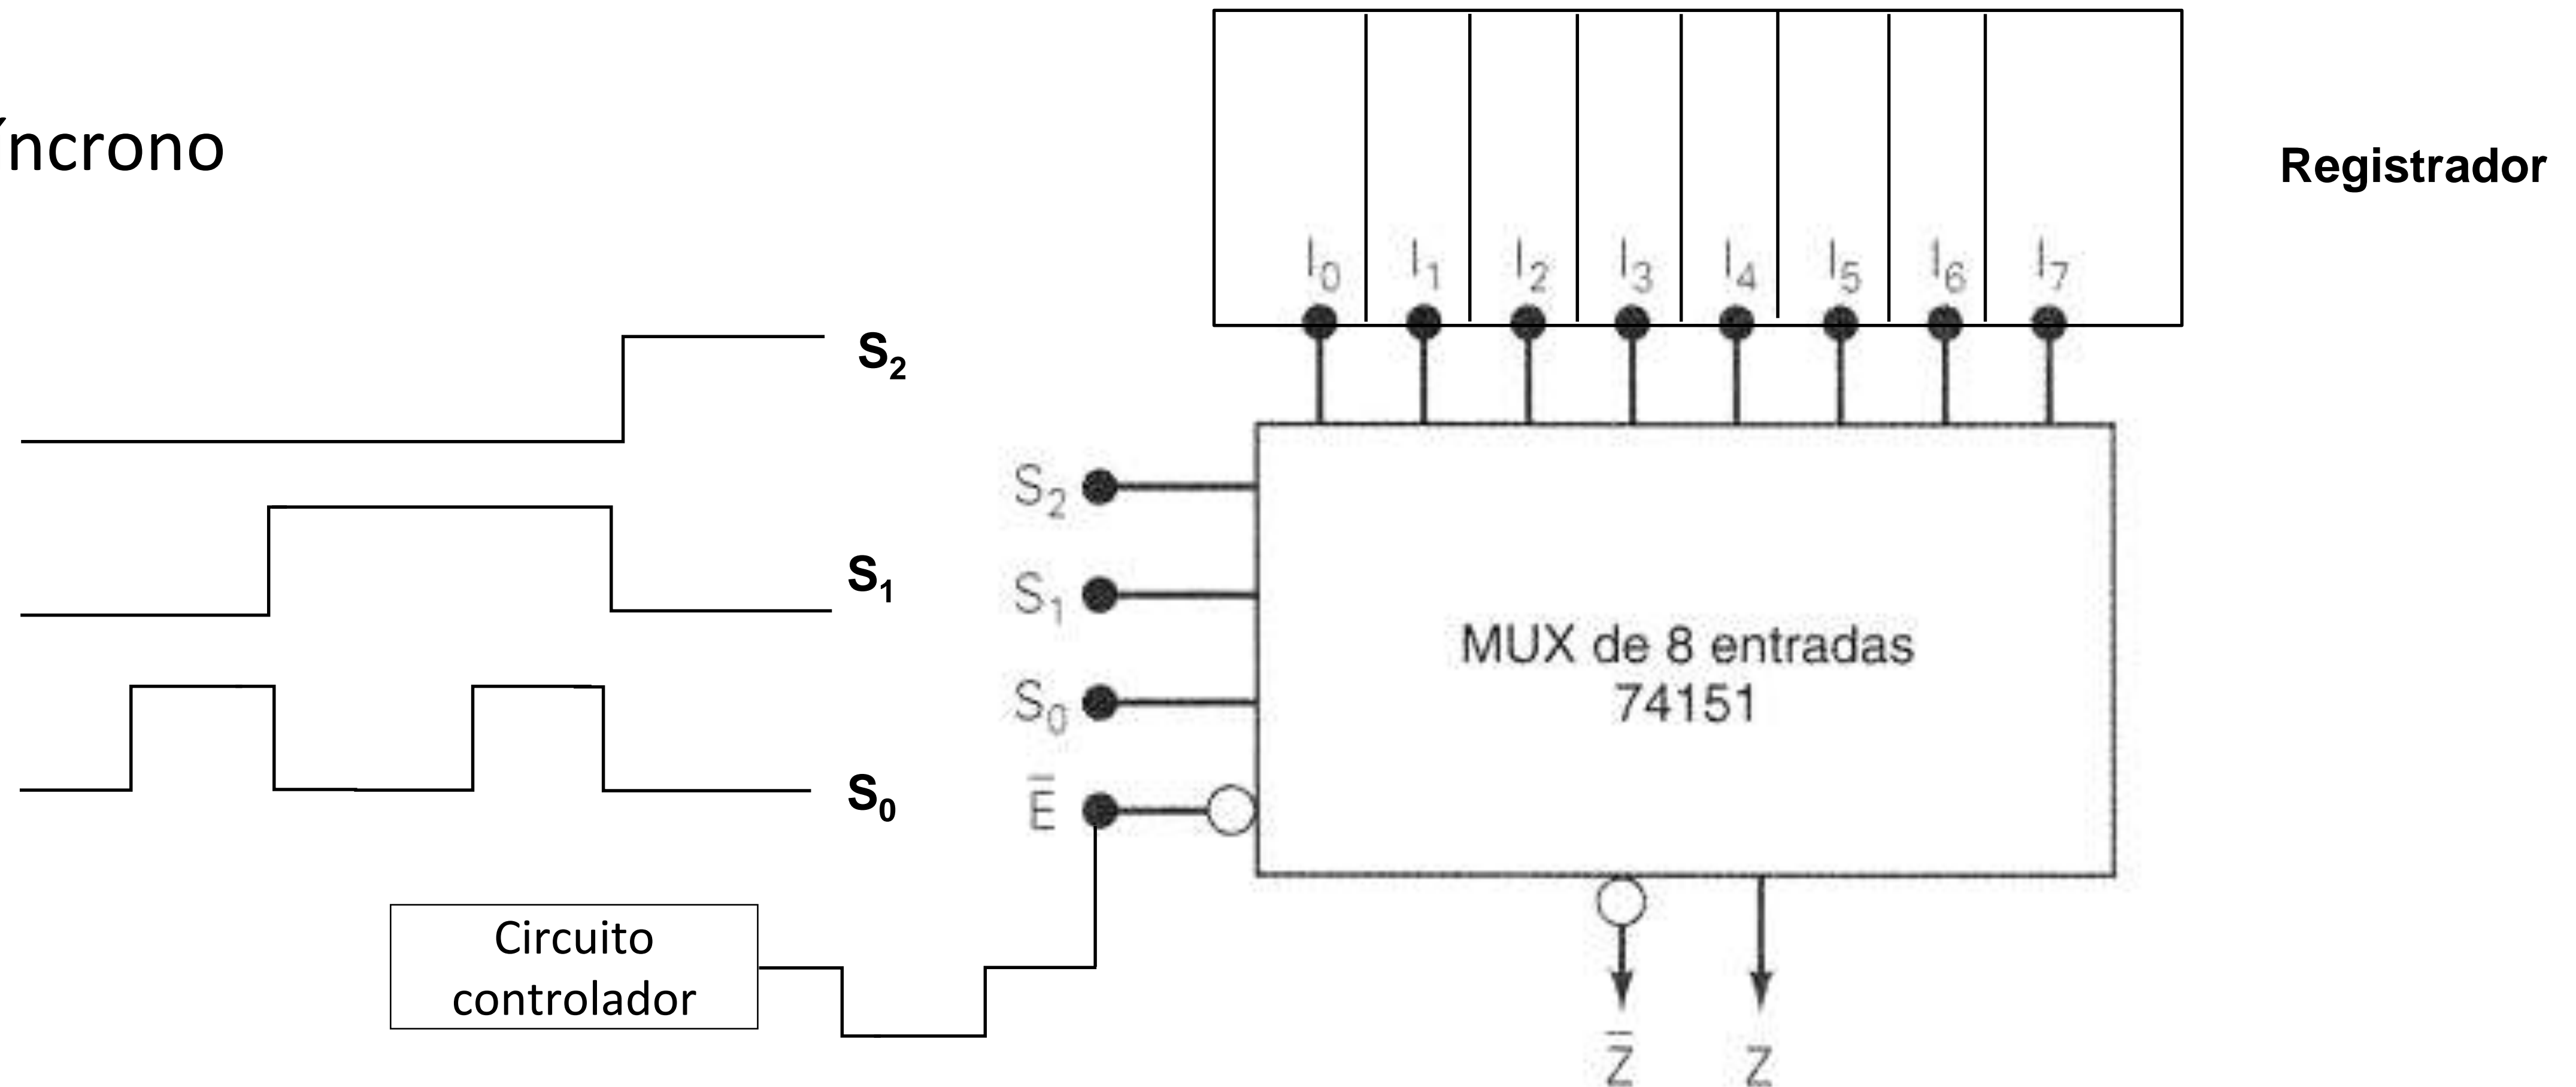 íncrono
Registrador
I₀ I₁ I₂ I₃ I₄ I₅ I₆ I₇
S₂
S₁
S₀
S₂
S₁
S₀
E̅
MUX de 8 entradas
74151
Circuito
controlador
Z̅ Z